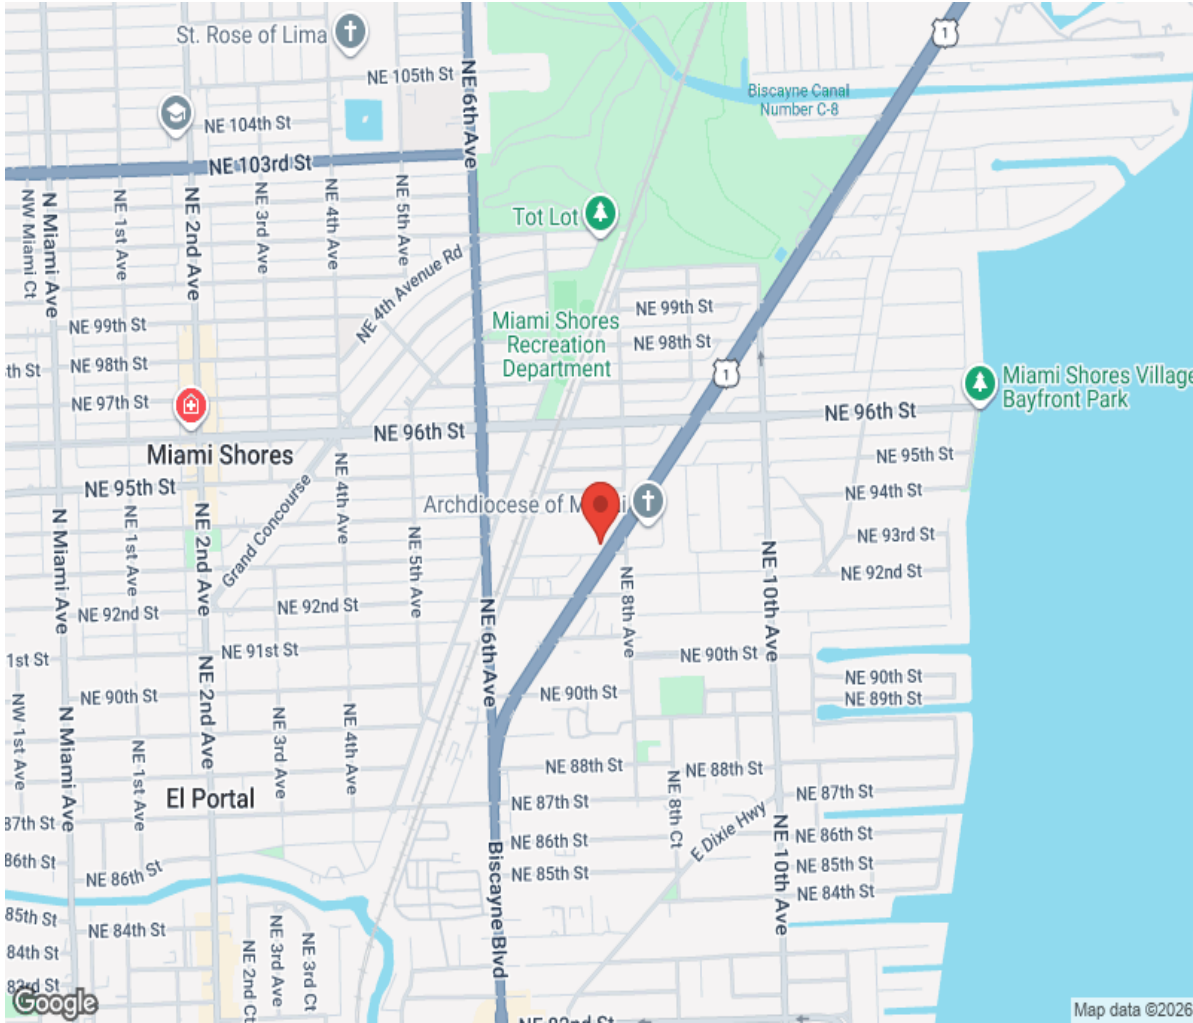 St. Rose of Lima
NE 105th St
NE 6th Ave
1
Biscayne Canal
Number C-8
NE 104th St
NE 103rd St
NW Miami Ct
N Miami Ave
NE 1st Ave
NE 2nd Ave
NE 3rd Ave
NE 4th Ave
NE 5th Ave
Tot Lot
NE 4th Avenue Rd
NE 99th St
NE 99th St
Miami Shores
Recreation
Department
NE 98th St
th St
NE 98th St
1
Miami Shores Village
Bayfront Park
NE 97th St
NE 96th St
NE 96th St
Miami Shores
NE 95th St
NE 95th St
NE 94th St
Grand Concourse
NE 4th Ave
Archdiocese of M
N Miami Ave
NE 1st Ave
NE 2nd Ave
NE 5th Ave
NE 93rd St
NE 92nd St
NE 10th Ave
NE 8th Ave
NE 92nd St
NE 92nd St
NE 6th Ave
1st St
NE 91st St
NE 90th St
NE 90th St
NE 89th St
NE 90th St
NE 90th St
NW 1st Ave
N Miami Ave
NE 1st Ave
NE 2nd Ave
NE 3rd Ave
NE 4th Ave
NE 88th St
NE 88th St
NE 8th Ct
El Portal
NE 87th St
NE 87th St
E Dixie Hwy
87th St
NE 86th St
NE 86th St
NE 10th Ave
86th St
NE 86th St
NE 85th St
NE 85th St
NE 84th St
Biscayne Blvd
85th St
NE 84th St
NE 2nd Ct
NE 3rd Ave
NE 3rd Ct
84th St
83rd St
Google
NE 82nd St
Map data ©2026